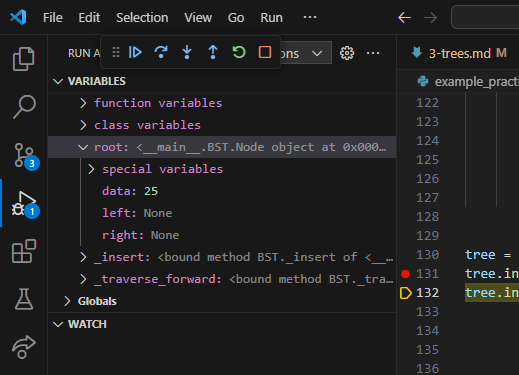 File Edit Selection View Go Run ...
RUN A ons ...
3-trees.md
VARIABLES
example_practi
function variables
class variables
root: <__main__.BST.Node object at 0x000…
special variables
data: 25
left: None
right: None
_insert: <bound method BST._insert of <__…
_traverse_forward: <bound method BST._tra…
Globals
WATCH
3
1
122
123
124
125
126
127
128
129
130 tree =
131 tree.in
132 tree.in
133
134
135
136